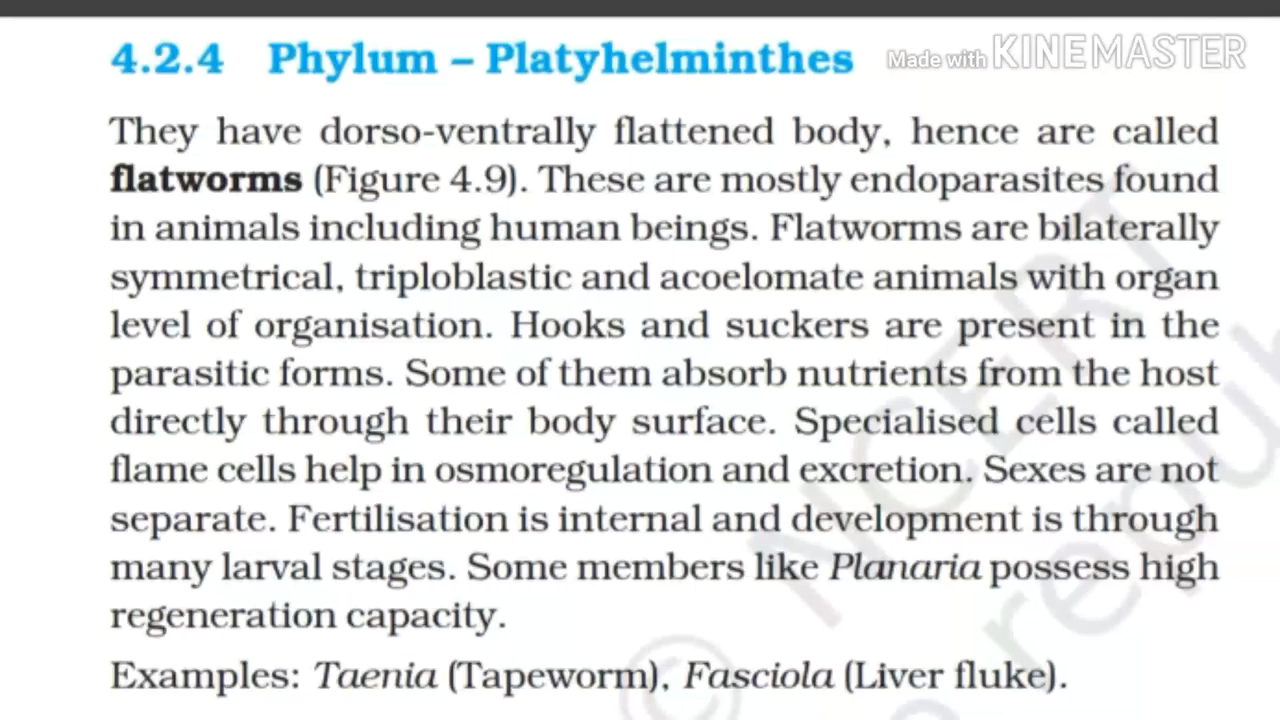 4.2.4 Phylum – Platyhelminthes
Made with KINEMASTER
They have dorso-ventrally flattened body, hence are called
flatworms (Figure 4.9). These are mostly endoparasites found
in animals including human beings. Flatworms are bilaterally
symmetrical, triploblastic and acoelomate animals with organ
level of organisation. Hooks and suckers are present in the
parasitic forms. Some of them absorb nutrients from the host
directly through their body surface. Specialised cells called
flame cells help in osmoregulation and excretion. Sexes are not
separate. Fertilisation is internal and development is through
many larval stages. Some members like Planaria possess high
regeneration capacity.
Examples: Taenia (Tapeworm), Fasciola (Liver fluke).
© NCERT